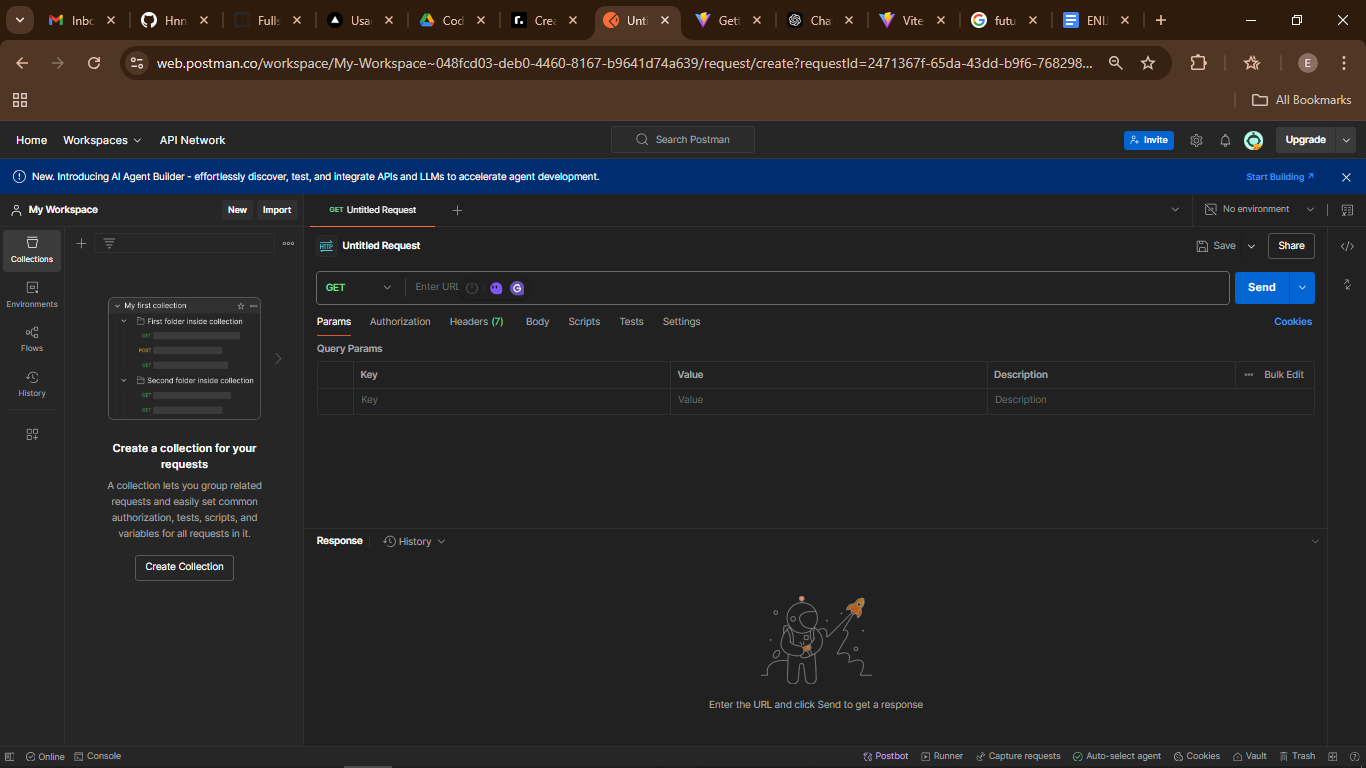 Inbc
Hnn
Fulls
Usa
Cod
Crea
Unti
Getl
Cha
Vite
futu
ENIJ
web.postman.co/workspace/My-Workspace~048fcd03-deb0-4460-8167-b9641d74a639/request/create?requestId=2471367f-65da-43dd-b9f6-768298...
E
All Bookmarks
Home Workspaces API Network
Search Postman
Invite
Upgrade
New. Introducing AI Agent Builder - effortlessly discover, test, and integrate APIs and LLMs to accelerate agent development.
Start Building
My Workspace
New Import
GET Untitled Request
No environment
Collections
Environments
Flows
History
My first collection
First folder inside collection
GET
POST
GET
Second folder inside collection
GET
GET
Create a collection for your
requests
A collection lets you group related
requests and easily set common
authorization, tests, scripts, and
variables for all requests in it.
Create Collection
HTTP Untitled Request
Save
Share
GET
Enter URL
G
Send
Params Authorization Headers (7) Body Scripts Tests Settings
Cookies
Query Params
Key Value Description Bulk Edit
Key Value Description
Response History
Enter the URL and click Send to get a response
Online Console
Postbot Runner Capture requests Auto-select agent Cookies Vault Trash